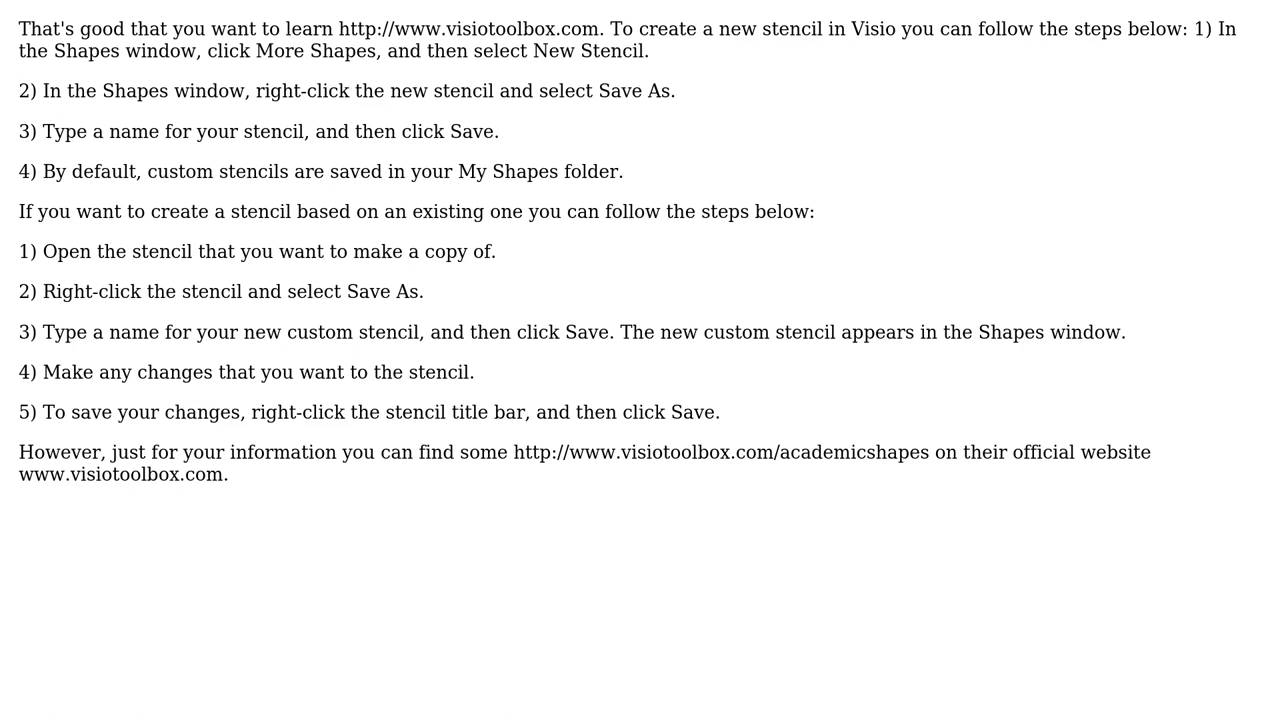 That's good that you want to learn http://www.visiotoolbox.com. To create a new stencil in Visio you can follow the steps below: 1) In
the Shapes window, click More Shapes, and then select New Stencil.
2) In the Shapes window, right-click the new stencil and select Save As.
3) Type a name for your stencil, and then click Save.
4) By default, custom stencils are saved in your My Shapes folder.
If you want to create a stencil based on an existing one you can follow the steps below:
1) Open the stencil that you want to make a copy of.
2) Right-click the stencil and select Save As.
3) Type a name for your new custom stencil, and then click Save. The new custom stencil appears in the Shapes window.
4) Make any changes that you want to the stencil.
5) To save your changes, right-click the stencil title bar, and then click Save.
However, just for your information you can find some http://www.visiotoolbox.com/academicshapes on their official website
www.visiotoolbox.com.